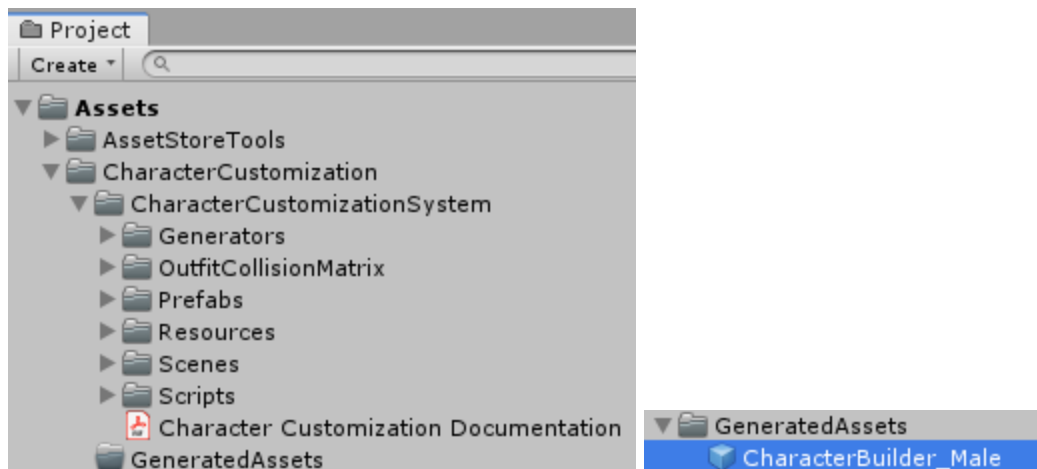 Project
Create
Assets
AssetStoreTools
CharacterCustomization
CharacterCustomizationSystem
Generators
OutfitCollisionMatrix
Prefabs
Resources
Scenes
Scripts
Character Customization Documentation
GeneratedAssets
GeneratedAssets
CharacterBuilder_Male